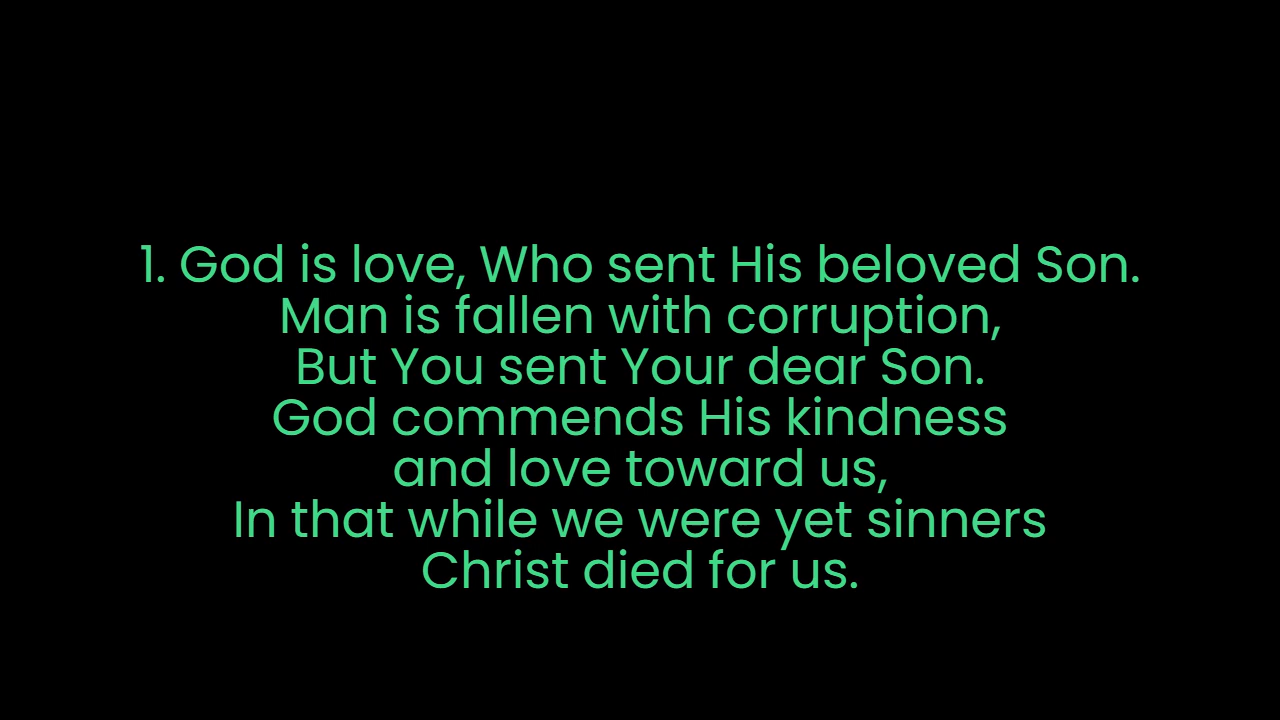 1. God is love, Who sent His beloved Son.
Man is fallen with corruption,
But You sent Your dear Son.
God commends His kindness
and love toward us,
In that while we were yet sinners
Christ died for us.